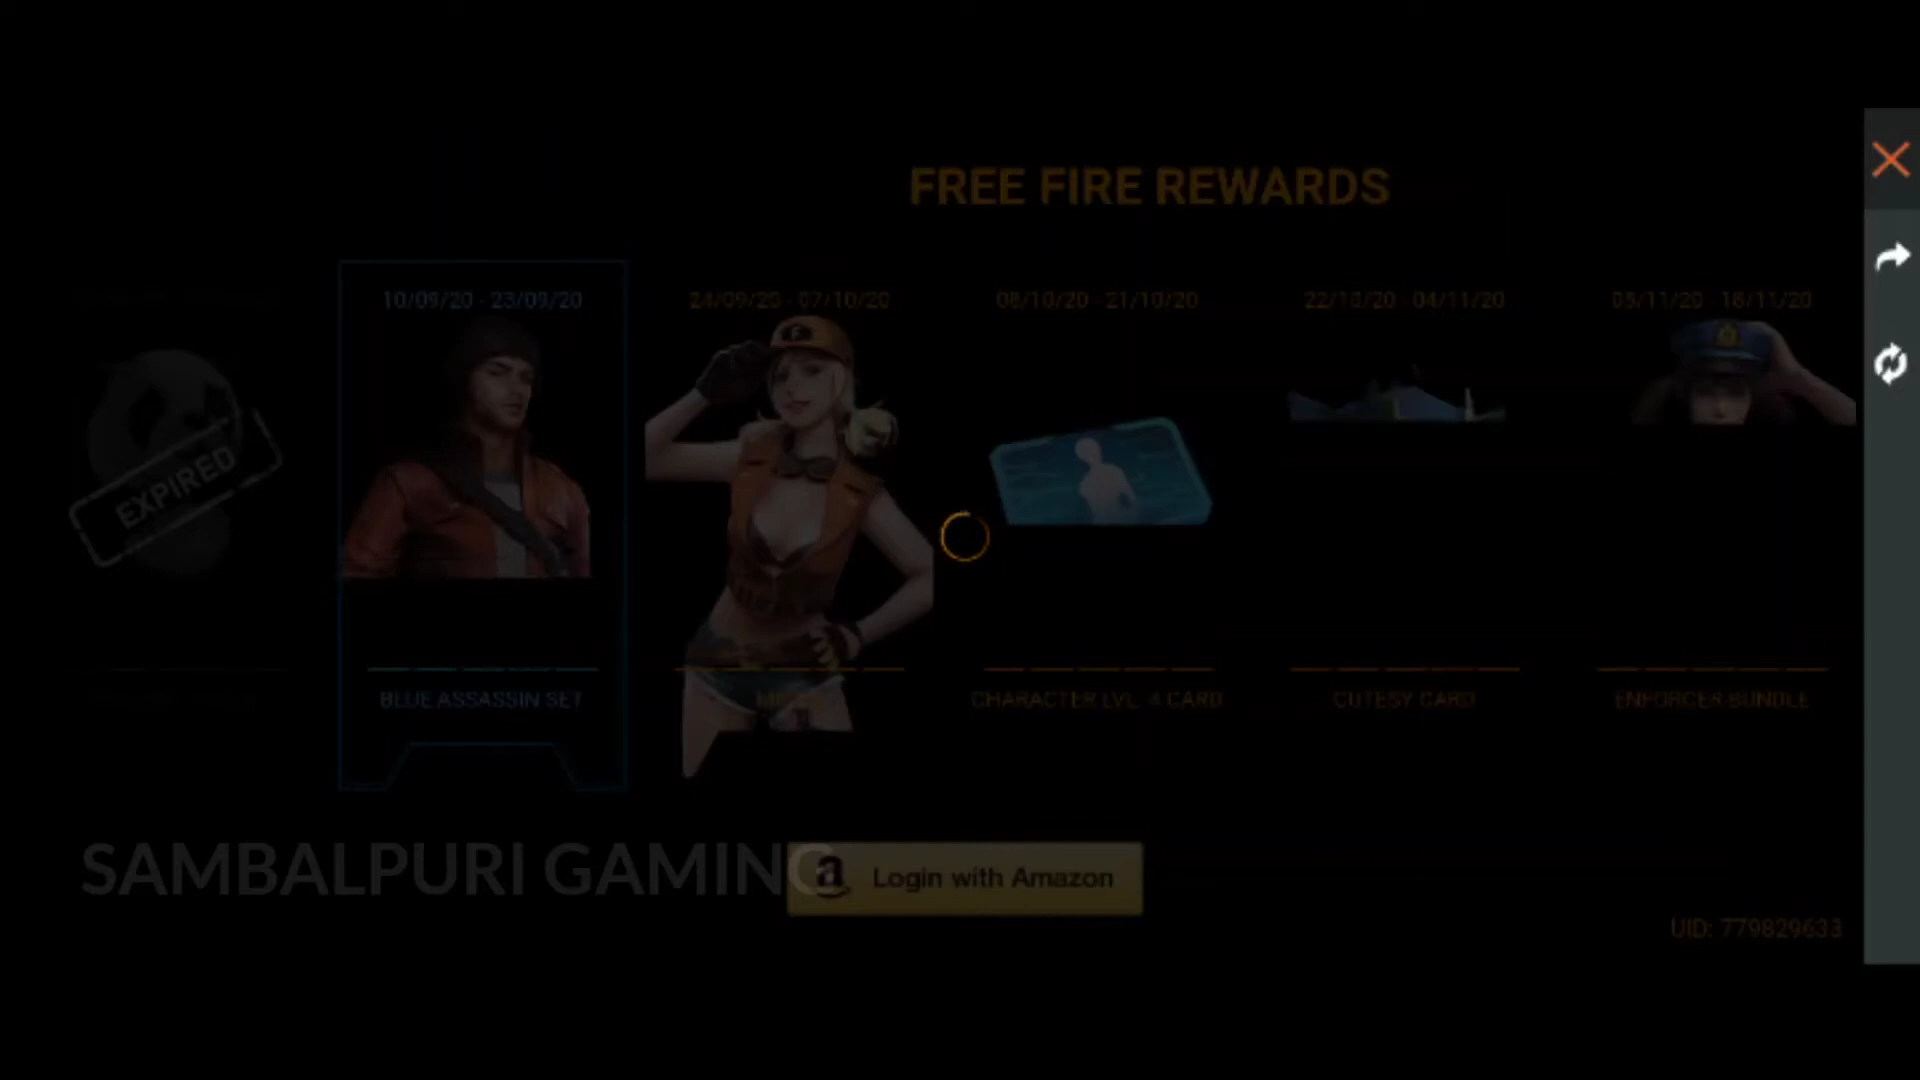 FREE FIRE REWARDS
10/09/20 - 23/09/20
24/09/20 - 07/10/20
08/10/20 - 21/10/20
22/10/20 - 04/11/20
05/11/20 - 18/11/20
EXPIRED
BLUE ASSASSIN SET
CHARACTER LVL. 4 CARD
CUTESY CARD
ENFORCER BUNDLE
SAMBALPURI GAMING
Login with Amazon
UID: 779829633